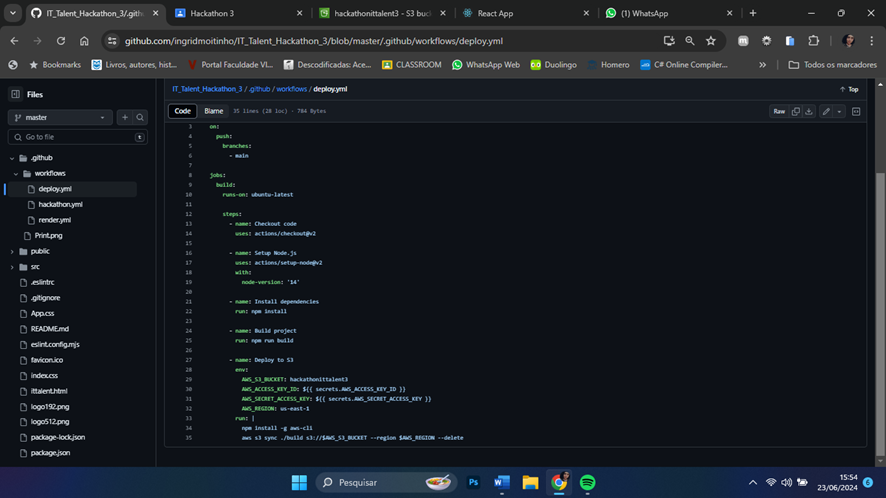 IT_Talent_Hackathon_3/.githul
Hackathon 3
hackathonittalent3 - S3 buc
React App
(1) WhatsApp
github.com/ingridmoitinho/IT_Talent_Hackathon_3/blob/master/.github/workflows/deploy.yml
Bookmarks
Livros, autores, hist...
Portal Faculdade VI...
Descodificadas: Acel...
CLASSROOM
WhatsApp Web
Duolingo
Homero
C# Online Compiler...
»
Todos os marcadores
Files
IT_Talent_Hackathon_3 / .github / workflows / deploy.yml
Top
master
Code
Blame
35 lines (28 loc) · 784 Bytes
Raw
Go to file
t
.github
workflows
deploy.yml
hackathon.yml
render.yml
Print.png
public
src
.eslintrc
.gitignore
App.css
README.md
eslint.config.mjs
favicon.ico
index.css
ittalent.html
logo192.png
logo512.png
package-lock.json
package.json
3 on:
4 push:
5 branches:
6 - main
7
8 jobs:
9 build:
10 runs-on: ubuntu-latest
11
12 steps:
13 - name: Checkout code
14 uses: actions/checkout@v2
15
16 - name: Setup Node.js
17 uses: actions/setup-node@v2
18 with:
19 node-version: '14'
20
21 - name: Install dependencies
22 run: npm install
23
24 - name: Build project
25 run: npm run build
26
27 - name: Deploy to S3
28 env:
29 AWS_S3_BUCKET: hackathonittalent3
30 AWS_ACCESS_KEY_ID: ${{ secrets.AWS_ACCESS_KEY_ID }}
31 AWS_SECRET_ACCESS_KEY: ${{ secrets.AWS_SECRET_ACCESS_KEY }}
32 AWS_REGION: us-east-1
33 run: |
34 npm install -g aws-cli
35 aws s3 sync ./build s3://$AWS_S3_BUCKET --region $AWS_REGION --delete
Pesquisar
Ps
W
15:54
23/06/2024
6